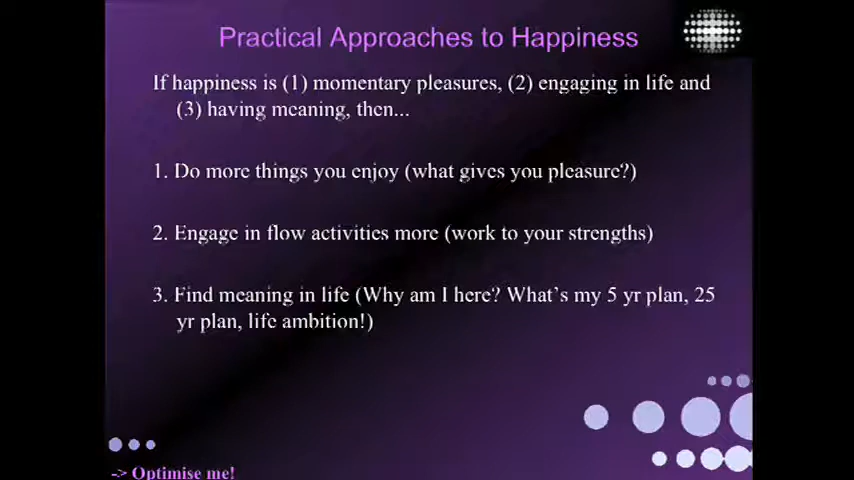 Practical Approaches to Happiness
If happiness is (1) momentary pleasures, (2) engaging in life and
(3) having meaning, then...
1. Do more things you enjoy (what gives you pleasure?)
2. Engage in flow activities more (work to your strengths)
3. Find meaning in life (Why am I here? What's my 5 yr plan, 25
yr plan, life ambition!)
-> Optimise me!